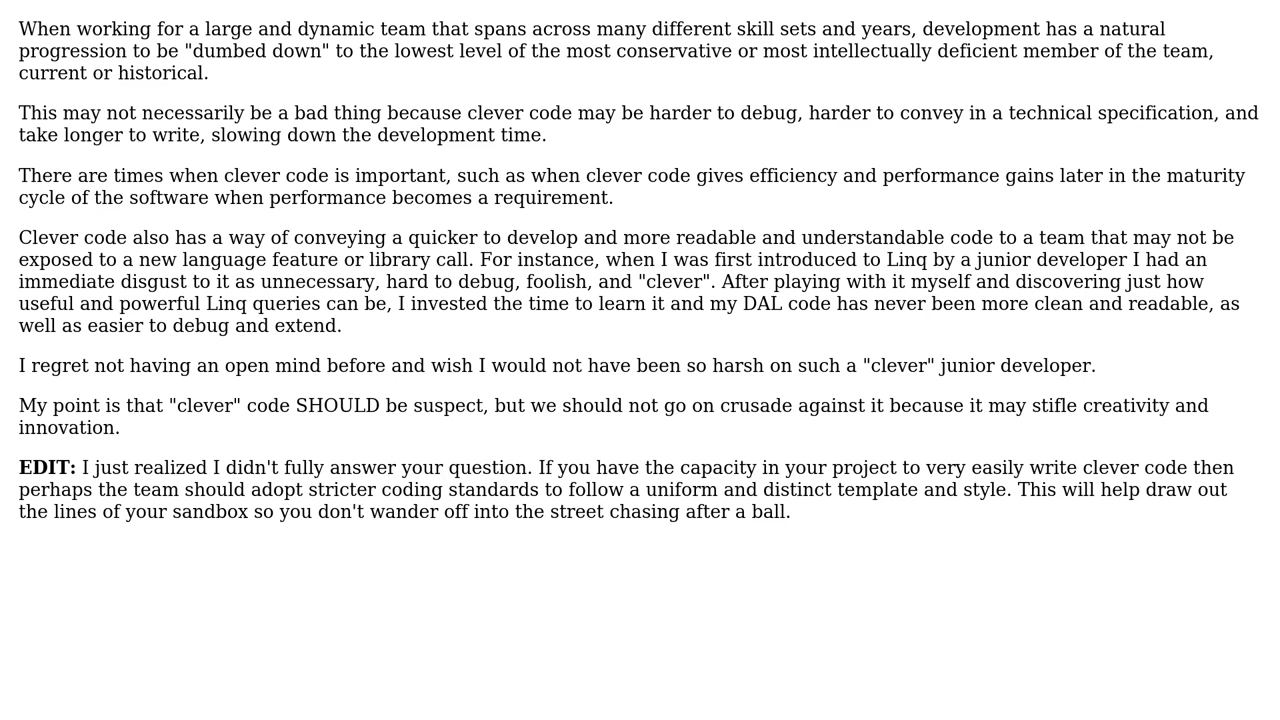 When working for a large and dynamic team that spans across many different skill sets and years, development has a natural
progression to be "dumbed down" to the lowest level of the most conservative or most intellectually deficient member of the team,
current or historical.
This may not necessarily be a bad thing because clever code may be harder to debug, harder to convey in a technical specification, and
take longer to write, slowing down the development time.
There are times when clever code is important, such as when clever code gives efficiency and performance gains later in the maturity
cycle of the software when performance becomes a requirement.
Clever code also has a way of conveying a quicker to develop and more readable and understandable code to a team that may not be
exposed to a new language feature or library call. For instance, when I was first introduced to Linq by a junior developer I had an
immediate disgust to it as unnecessary, hard to debug, foolish, and "clever". After playing with it myself and discovering just how
useful and powerful Linq queries can be, I invested the time to learn it and my DAL code has never been more clean and readable, as
well as easier to debug and extend.
I regret not having an open mind before and wish I would not have been so harsh on such a "clever" junior developer.
My point is that "clever" code SHOULD be suspect, but we should not go on crusade against it because it may stifle creativity and
innovation.
EDIT: I just realized I didn't fully answer your question. If you have the capacity in your project to very easily write clever code then
perhaps the team should adopt stricter coding standards to follow a uniform and distinct template and style. This will help draw out
the lines of your sandbox so you don't wander off into the street chasing after a ball.